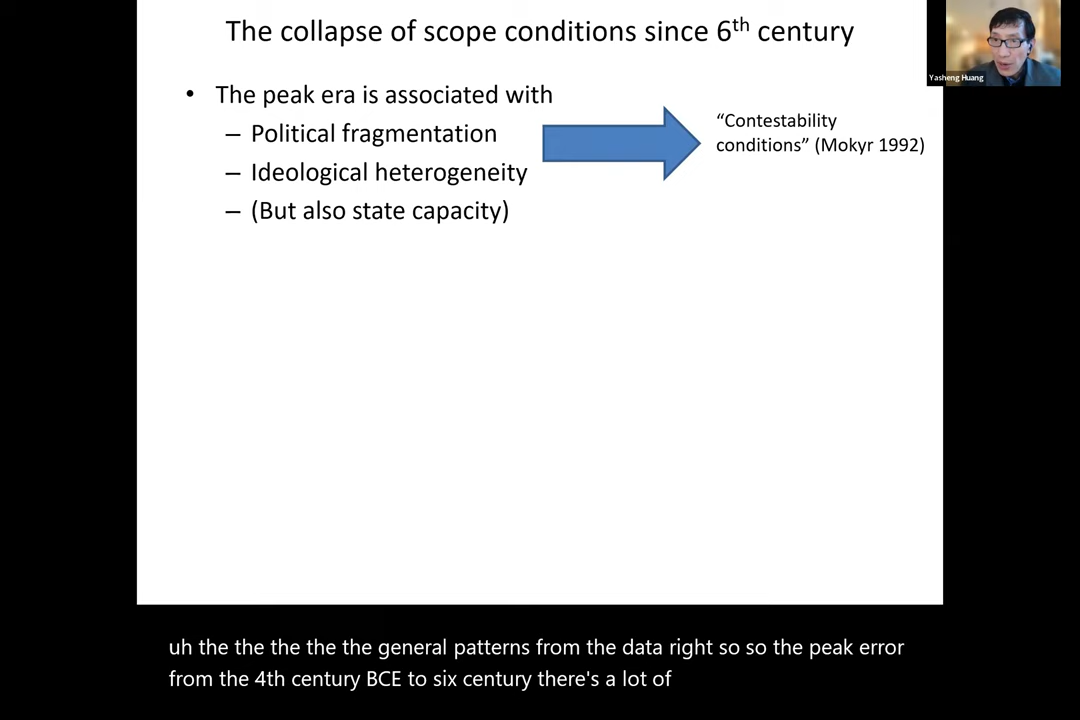 The collapse of scope conditions since 6th century
Yasheng Huang
• The peak era is associated with
– Political fragmentation
– Ideological heterogeneity
– (But also state capacity)
“Contestability
conditions” (Mokyr 1992)
uh the the the the the general patterns from the data right so so the peak error
from the 4th century BCE to six century there's a lot of